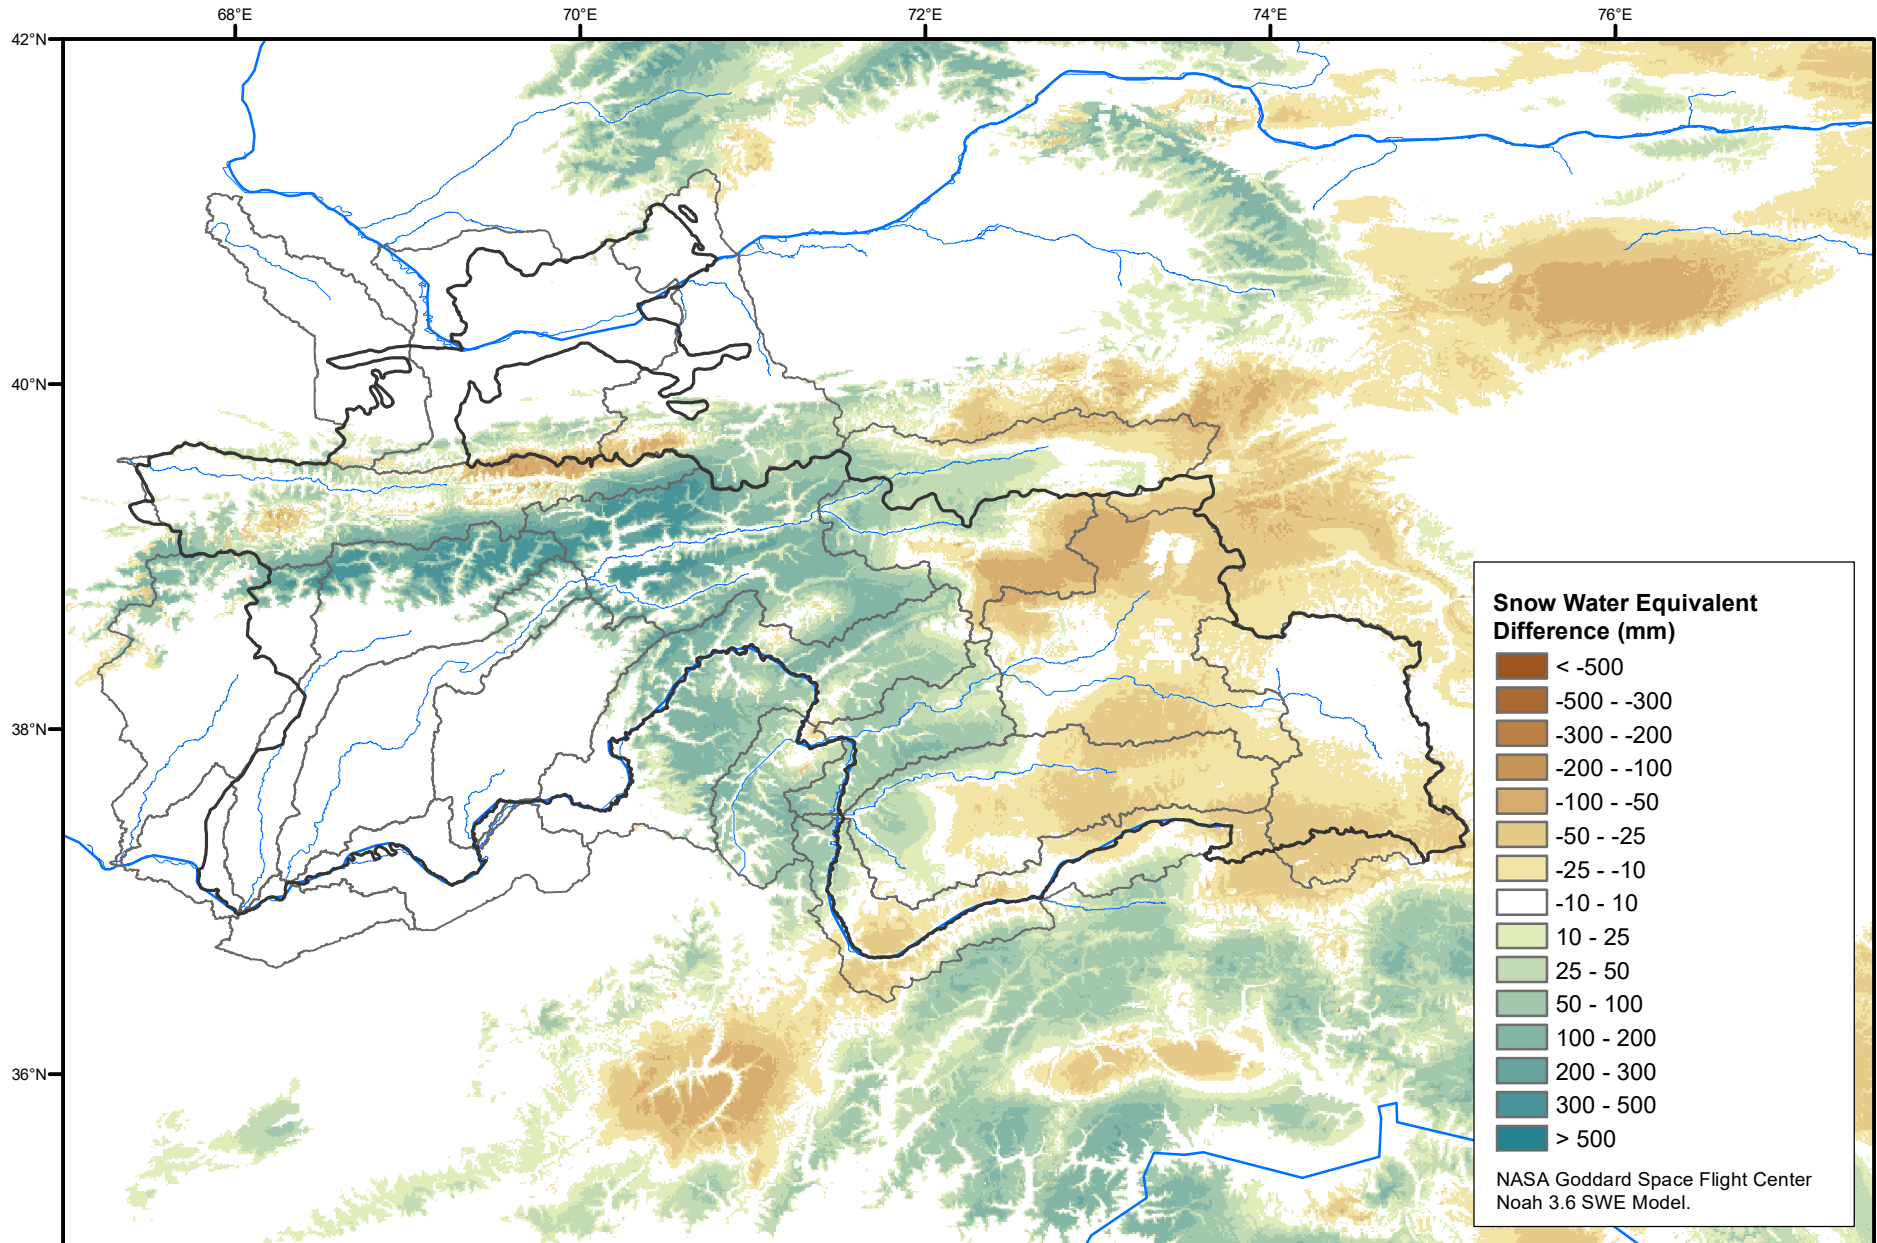 68°E
70°E
72°E
74°E
76°E
42°N
40°N
38°N
36°N
Snow Water Equivalent
Difference (mm)
< -500
-500 - -300
-300 - -200
-200 - -100
-100 - -50
-50 - -25
-25 - -10
-10 - 10
10 - 25
25 - 50
50 - 100
100 - 200
200 - 300
300 - 500
> 500
NASA Goddard Space Flight Center
Noah 3.6 SWE Model.